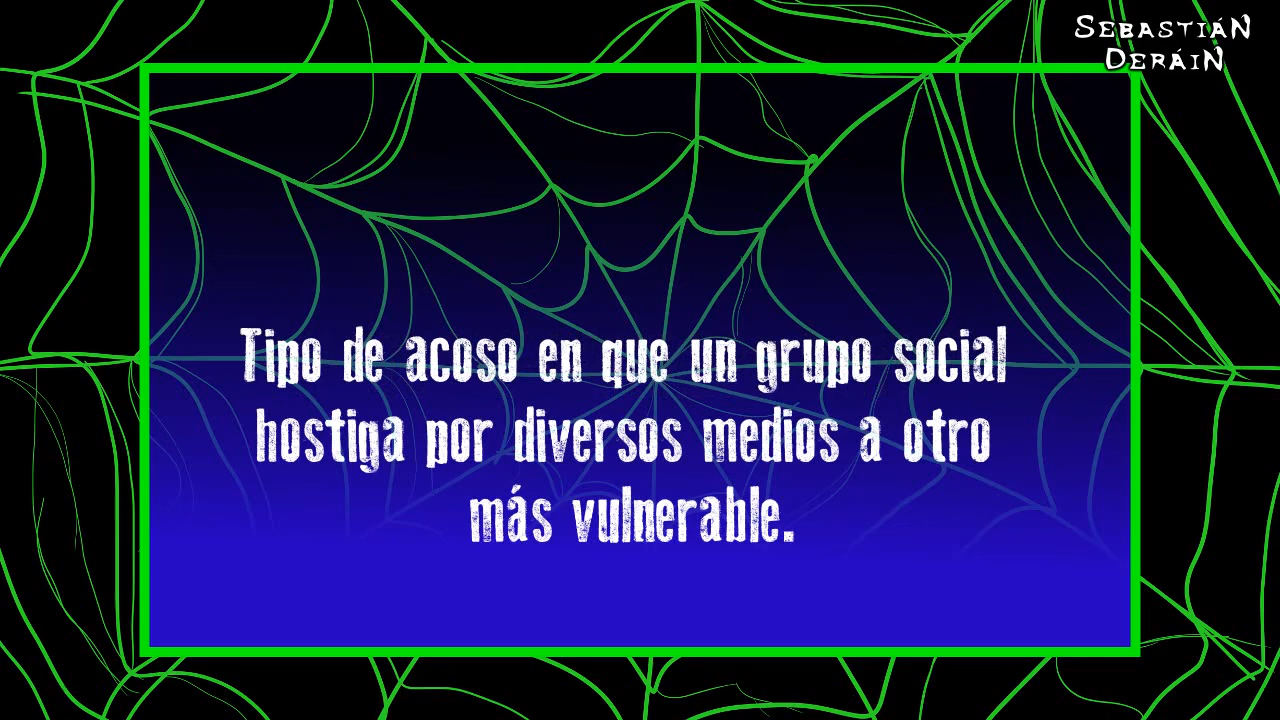 SEBASTIÁN
DERÁIN
Tipo de acoso en que un grupo social
hostiga por diversos medios a otro
más vulnerable.